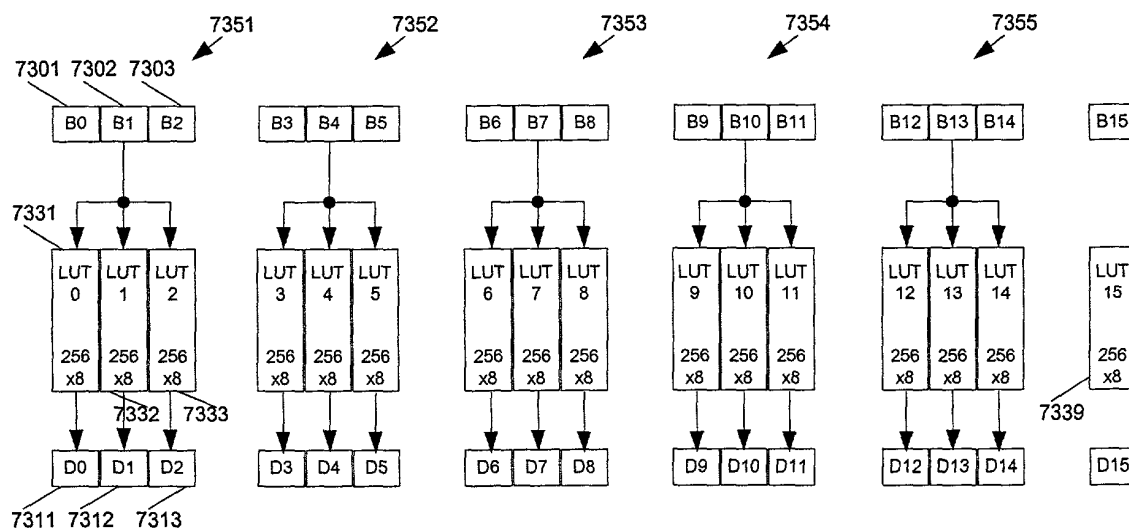 7351 7352 7353 7354 7355
7301 7302 7303
B0 B1 B2 B3 B4 B5 B6 B7 B8 B9 B10 B11 B12 B13 B14 B15
7331
LUT LUT LUT LUT LUT LUT LUT LUT LUT LUT LUT LUT LUT LUT LUT LUT
0 1 2 3 4 5 6 7 8 9 10 11 12 13 14 15
256 256 256 256 256 256 256 256 256 256 256 256 256 256 256 256
x8 x8 x8 x8 x8 x8 x8 x8 x8 x8 x8 x8 x8 x8 x8 x8
7332 7333 7339
D0 D1 D2 D3 D4 D5 D6 D7 D8 D9 D10 D11 D12 D13 D14 D15
7311 7312 7313